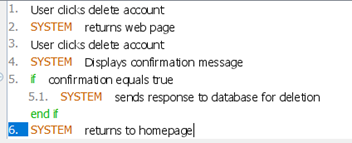 1. User clicks delete account
2. SYSTEM returns web page
3. User clicks delete account
4. SYSTEM Displays confirmation message
5. if confirmation equals true
5.1. SYSTEM sends response to database for deletion
end if
6. SYSTEM returns to homepage